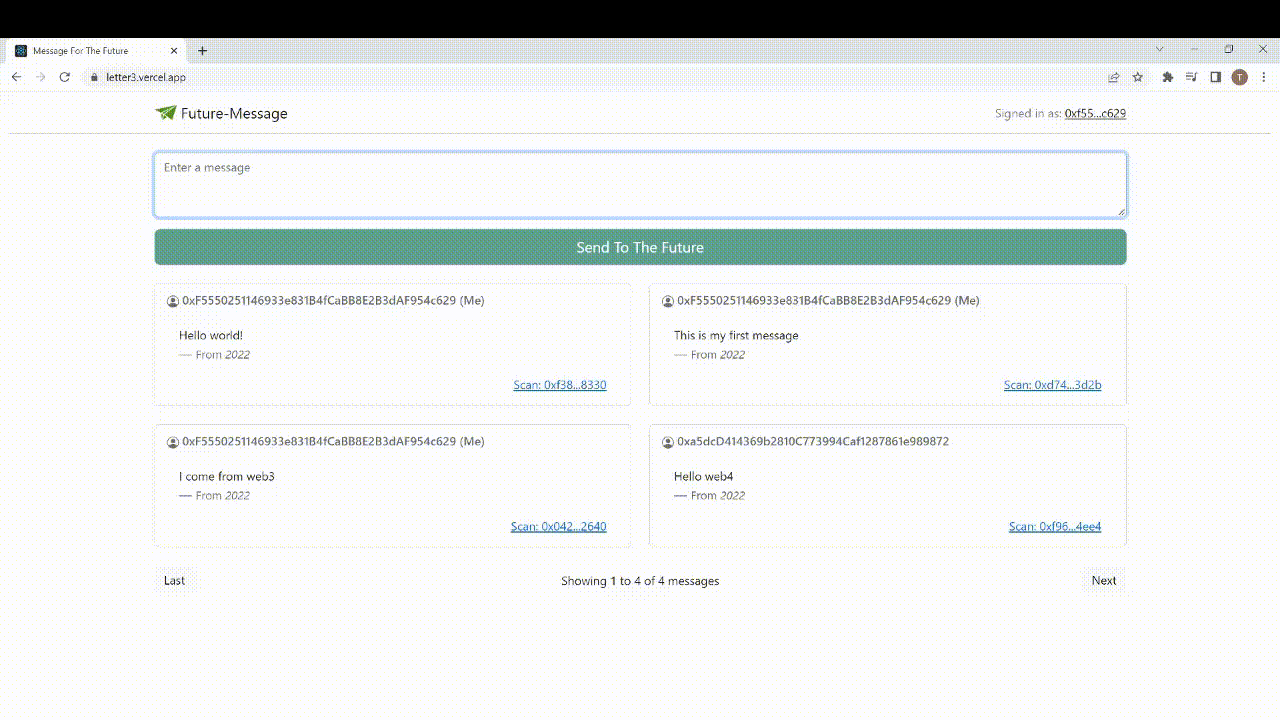 Message For The Future
letter3.vercel.app
T
Future-Message
Signed in as: 0xf55...c629
Enter a message
Send To The Future
0xF5550251146933e831B4fCaBB8E2B3dAF954c629 (Me)
Hello world!
— From 2022
Scan: 0xf38...8330
0xF5550251146933e831B4fCaBB8E2B3dAF954c629 (Me)
This is my first message
— From 2022
Scan: 0xd74...3d2b
0xF5550251146933e831B4fCaBB8E2B3dAF954c629 (Me)
I come from web3
— From 2022
Scan: 0x042...2640
0xa5dcD414369b2810C773994Caf1287861e989872
Hello web4
— From 2022
Scan: 0xf96...4ee4
Last
Showing 1 to 4 of 4 messages
Next